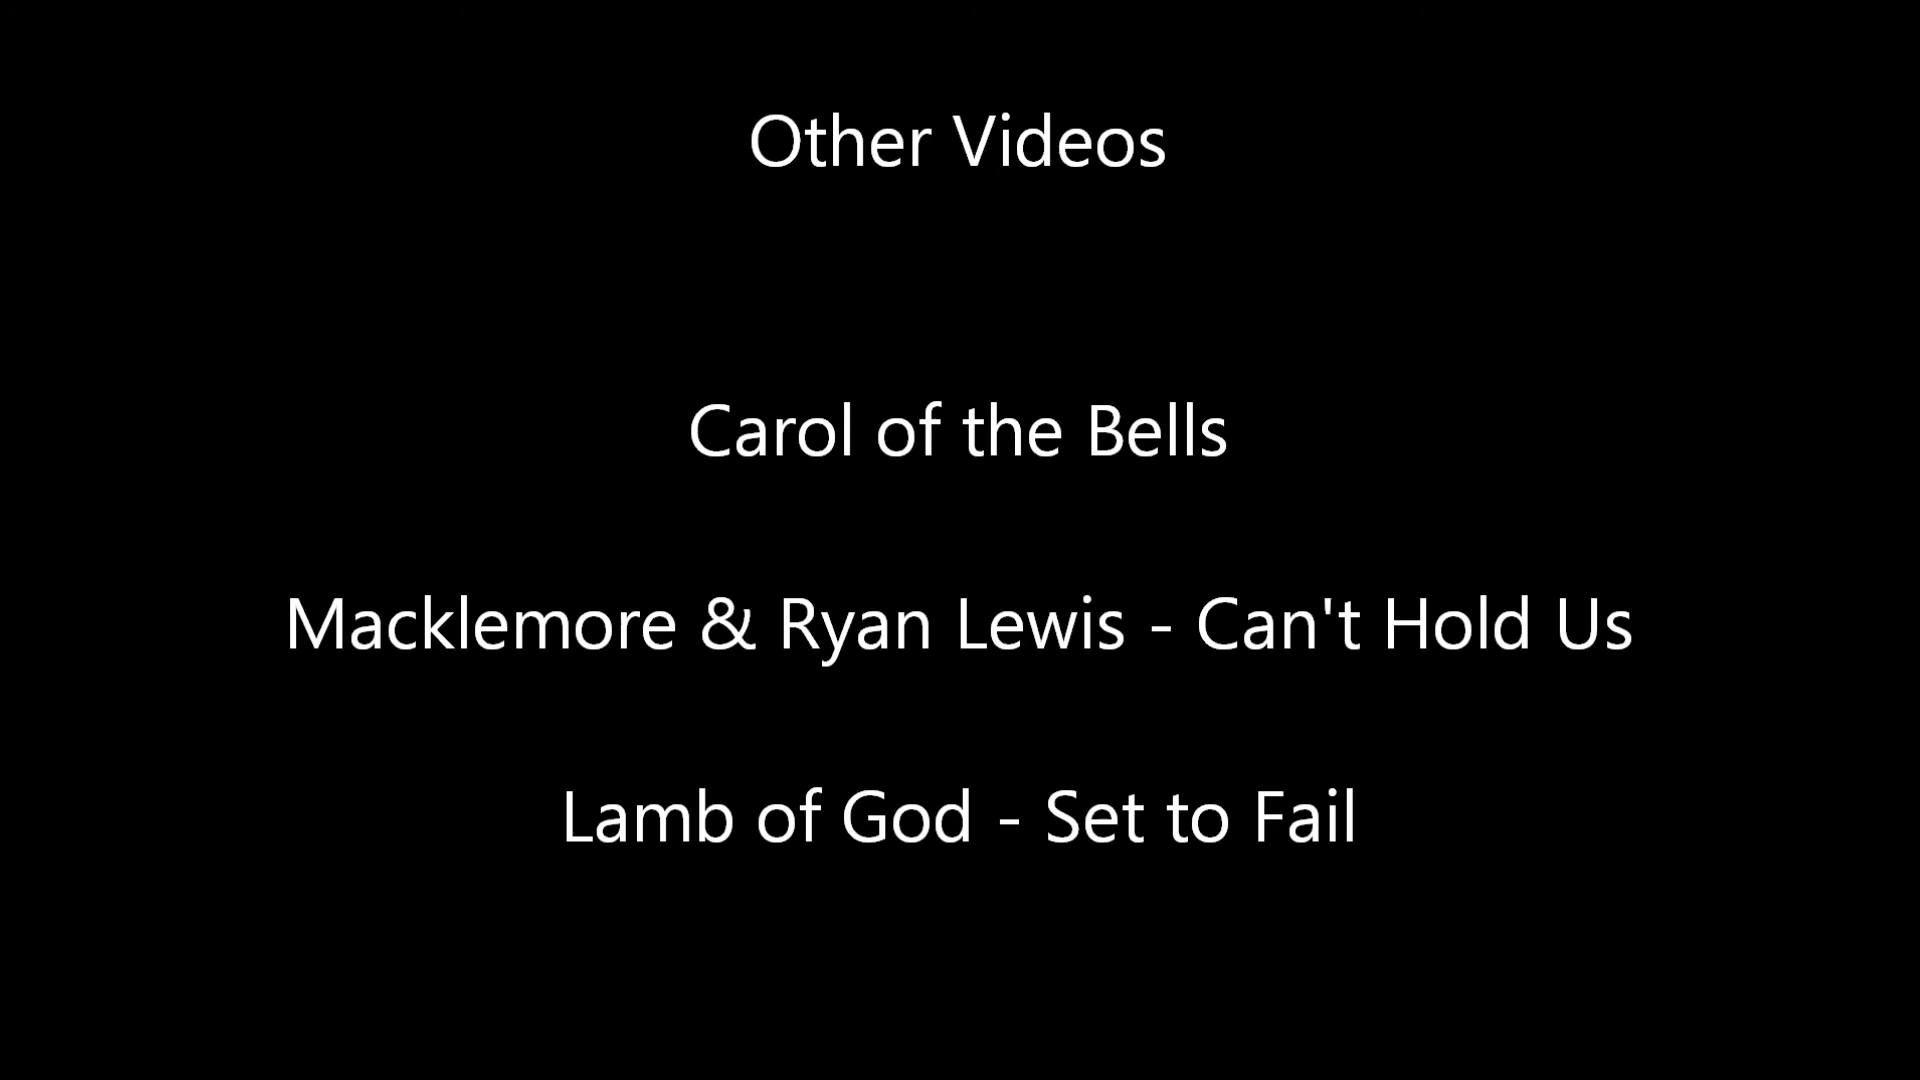 Other Videos
Carol of the Bells
Macklemore & Ryan Lewis - Can't Hold Us
Lamb of God - Set to Fail